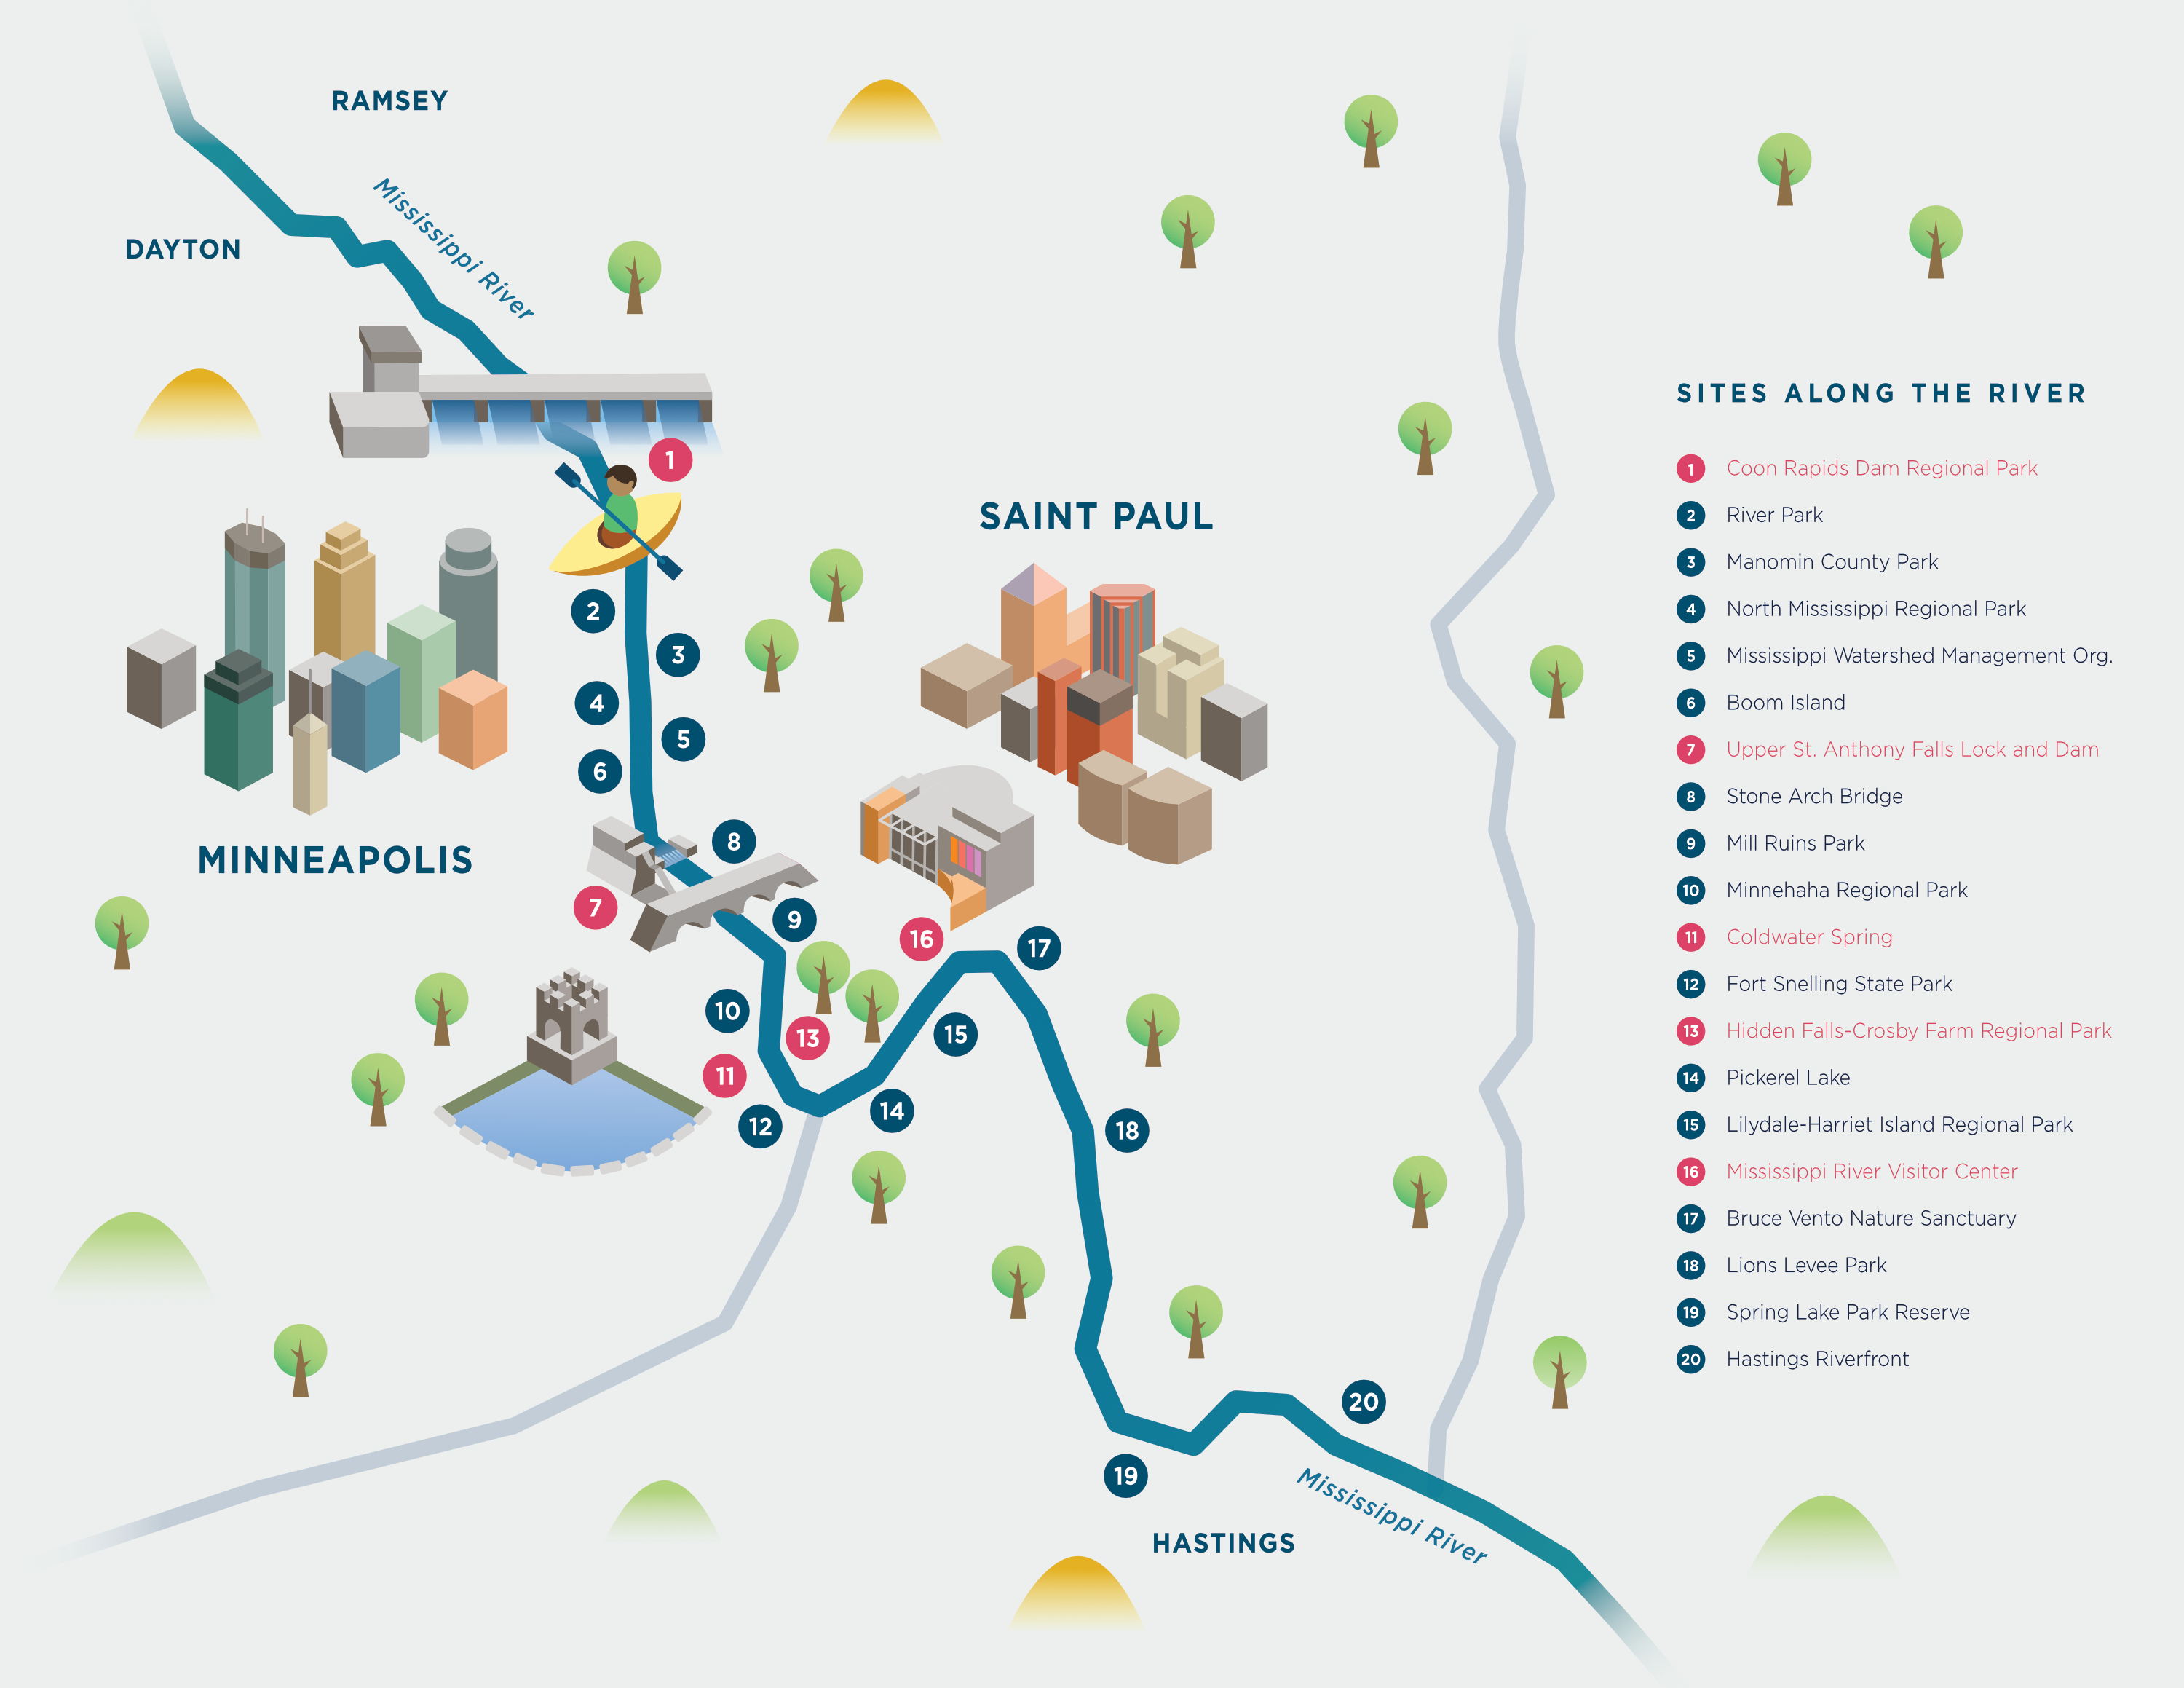 RAMSEY
Mississippi River
DAYTON
1
SAINT PAUL
2
3
4
5
6
8
MINNEAPOLIS
7
9
16
17
10
13
15
11
14
12
18
20
19
Mississippi River
HASTINGS
SITES ALONG THE RIVER
1 Coon Rapids Dam Regional Park
2 River Park
3 Manomin County Park
4 North Mississippi Regional Park
5 Mississippi Watershed Management Org.
6 Boom Island
7 Upper St. Anthony Falls Lock and Dam
8 Stone Arch Bridge
9 Mill Ruins Park
10 Minnehaha Regional Park
11 Coldwater Spring
12 Fort Snelling State Park
13 Hidden Falls-Crosby Farm Regional Park
14 Pickerel Lake
15 Lilydale-Harriet Island Regional Park
16 Mississippi River Visitor Center
17 Bruce Vento Nature Sanctuary
18 Lions Levee Park
19 Spring Lake Park Reserve
20 Hastings Riverfront